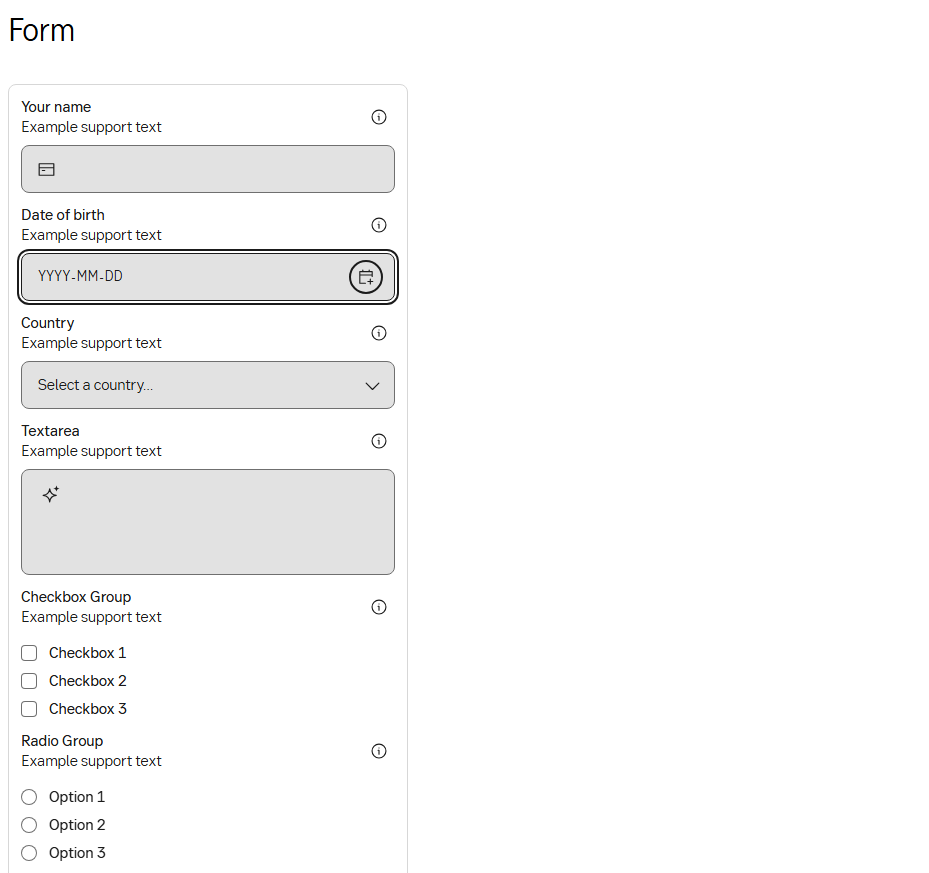 Form
Your name
Example support text
Date of birth
Example support text
YYYY-MM-DD
Country
Example support text
Select a country...
Textarea
Example support text
Checkbox Group
Example support text
Checkbox 1
Checkbox 2
Checkbox 3
Radio Group
Example support text
Option 1
Option 2
Option 3